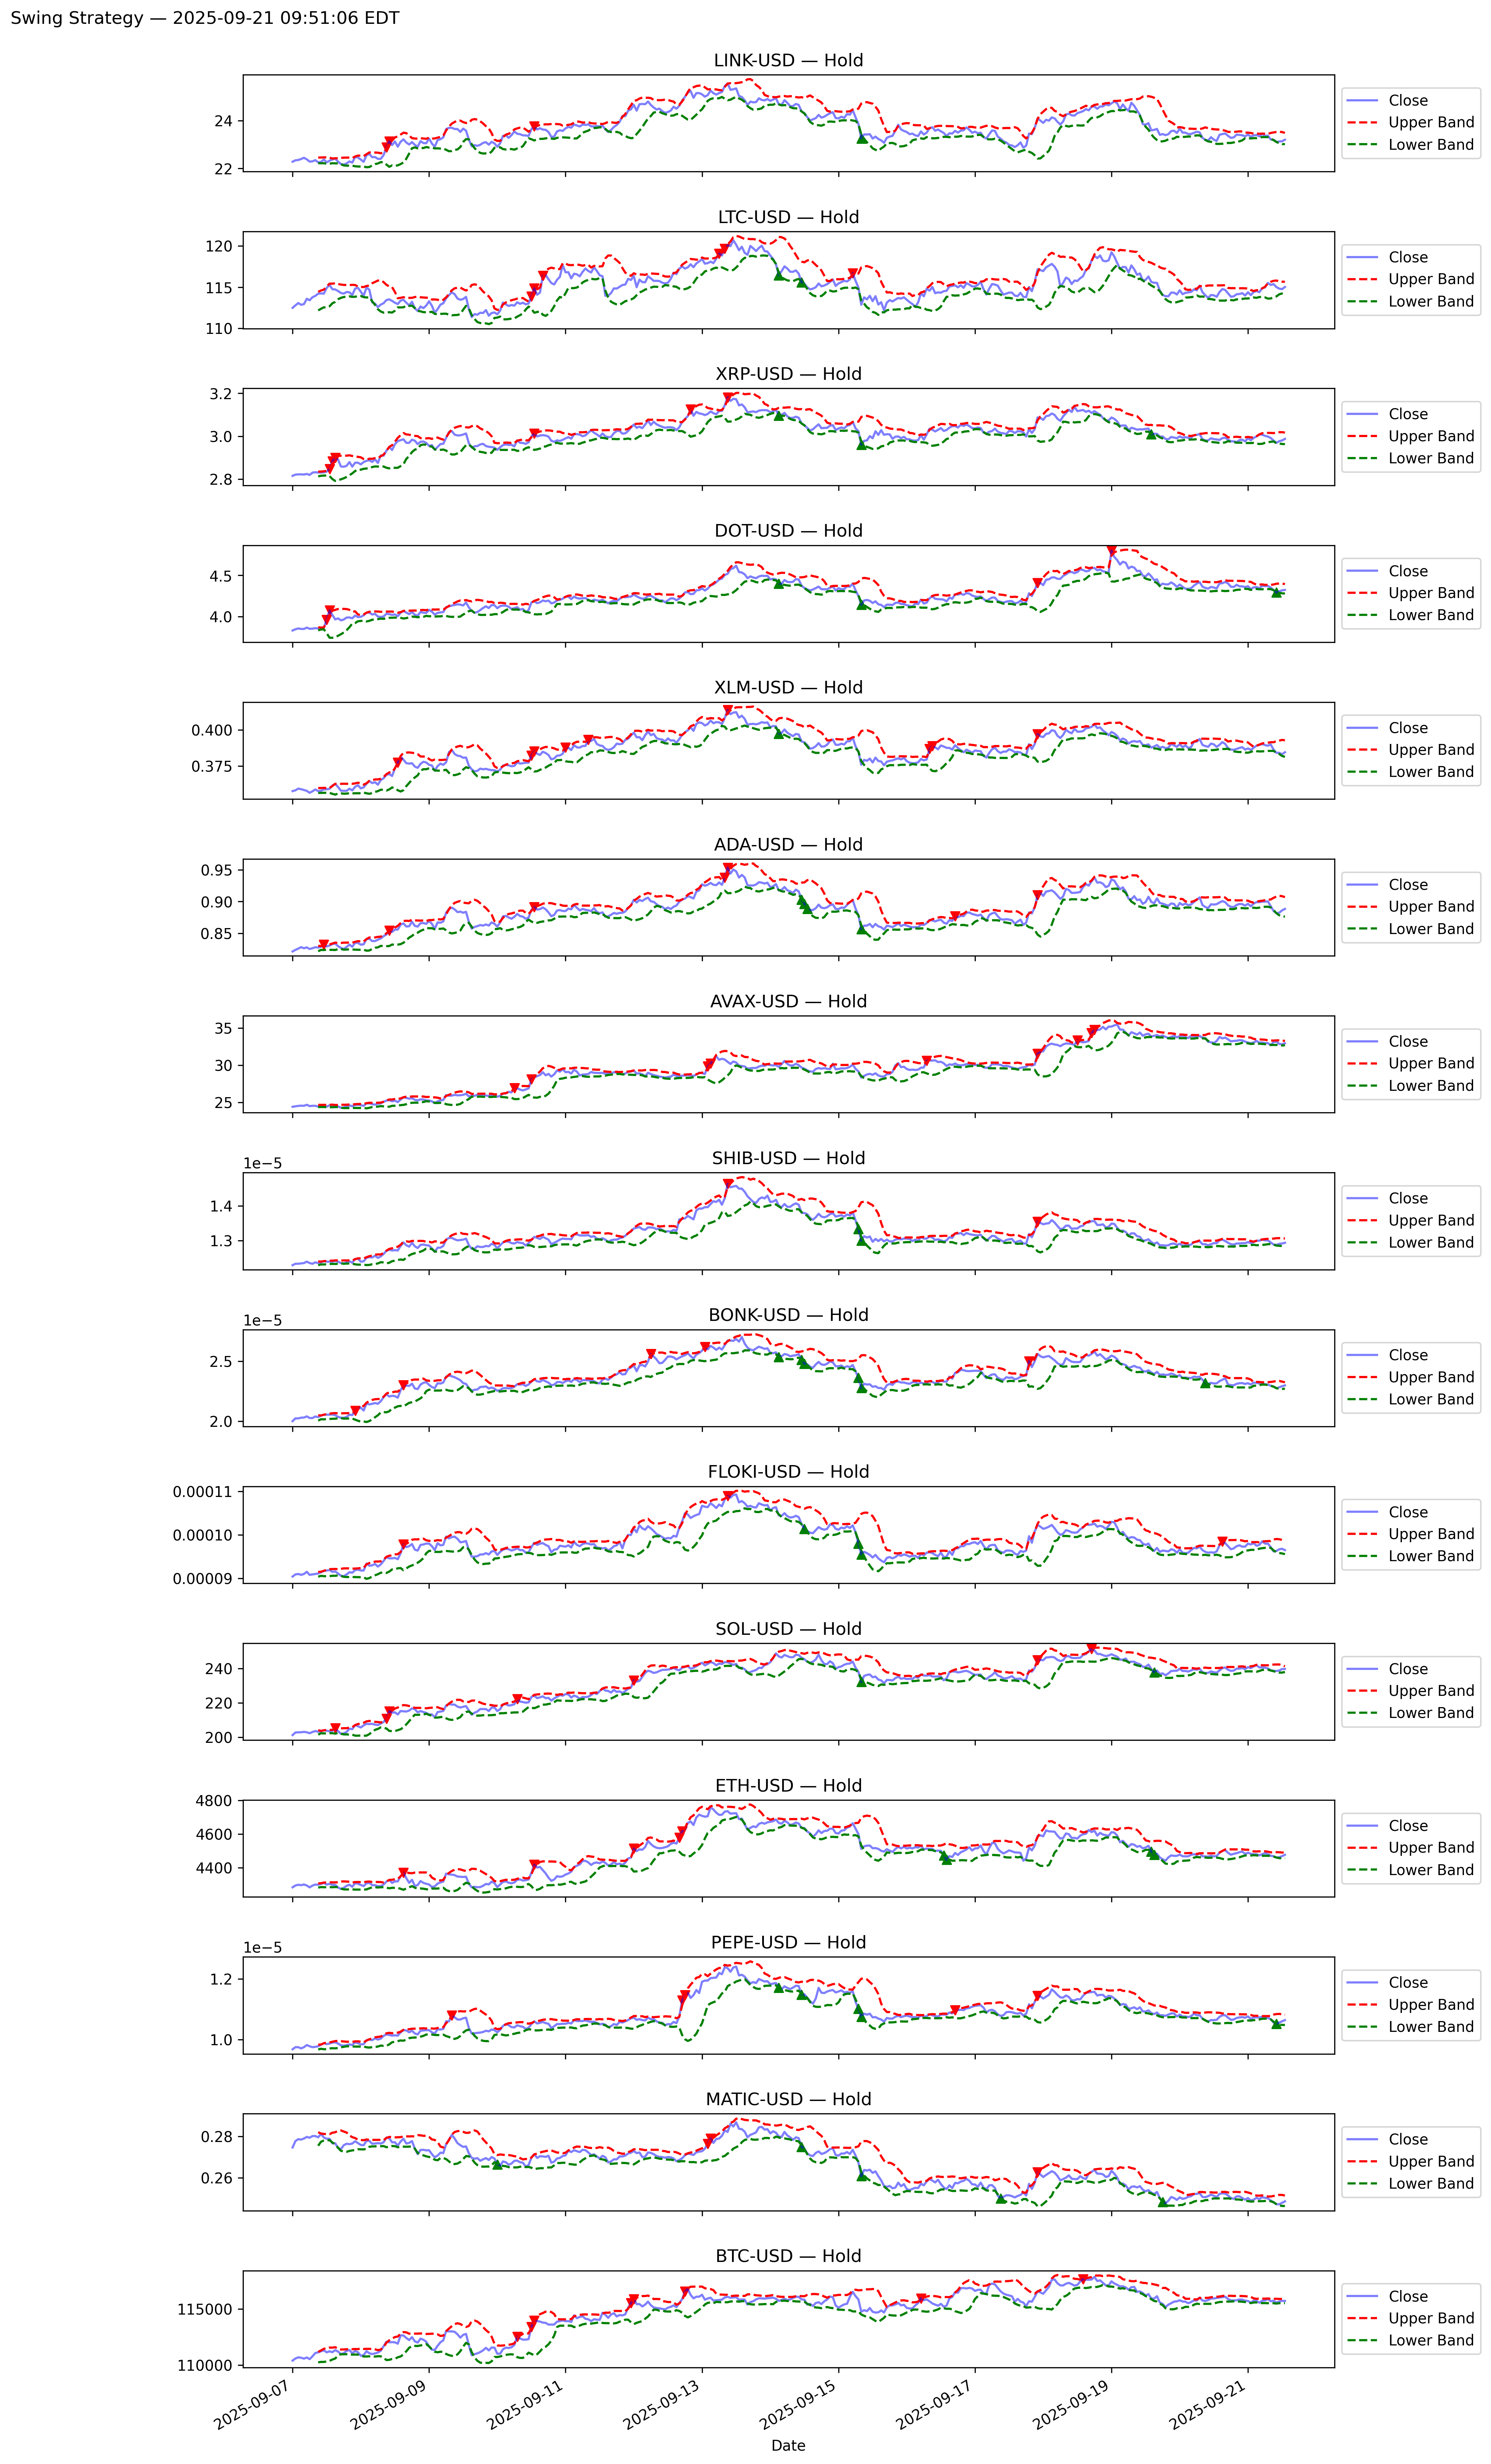 Swing Strategy — 2025-09-21 09:51:06 EDT
LINK-USD — Hold
24
22
Close
Upper Band
Lower Band
LTC-USD — Hold
120
115
110
Close
Upper Band
Lower Band
XRP-USD — Hold
3.2
3.0
2.8
Close
Upper Band
Lower Band
DOT-USD — Hold
4.5
4.0
Close
Upper Band
Lower Band
XLM-USD — Hold
0.400
0.375
Close
Upper Band
Lower Band
ADA-USD — Hold
0.95
0.90
0.85
Close
Upper Band
Lower Band
AVAX-USD — Hold
35
30
25
Close
Upper Band
Lower Band
SHIB-USD — Hold
1e−5
1.4
1.3
Close
Upper Band
Lower Band
BONK-USD — Hold
1e−5
2.5
2.0
Close
Upper Band
Lower Band
FLOKI-USD — Hold
0.00011
0.00010
0.00009
Close
Upper Band
Lower Band
SOL-USD — Hold
240
220
200
Close
Upper Band
Lower Band
ETH-USD — Hold
4800
4600
4400
Close
Upper Band
Lower Band
PEPE-USD — Hold
1e−5
1.2
1.0
Close
Upper Band
Lower Band
MATIC-USD — Hold
0.28
0.26
Close
Upper Band
Lower Band
BTC-USD — Hold
115000
110000
Close
Upper Band
Lower Band
2025-09-07
2025-09-09
2025-09-11
2025-09-13
2025-09-15
2025-09-17
2025-09-19
2025-09-21
Date